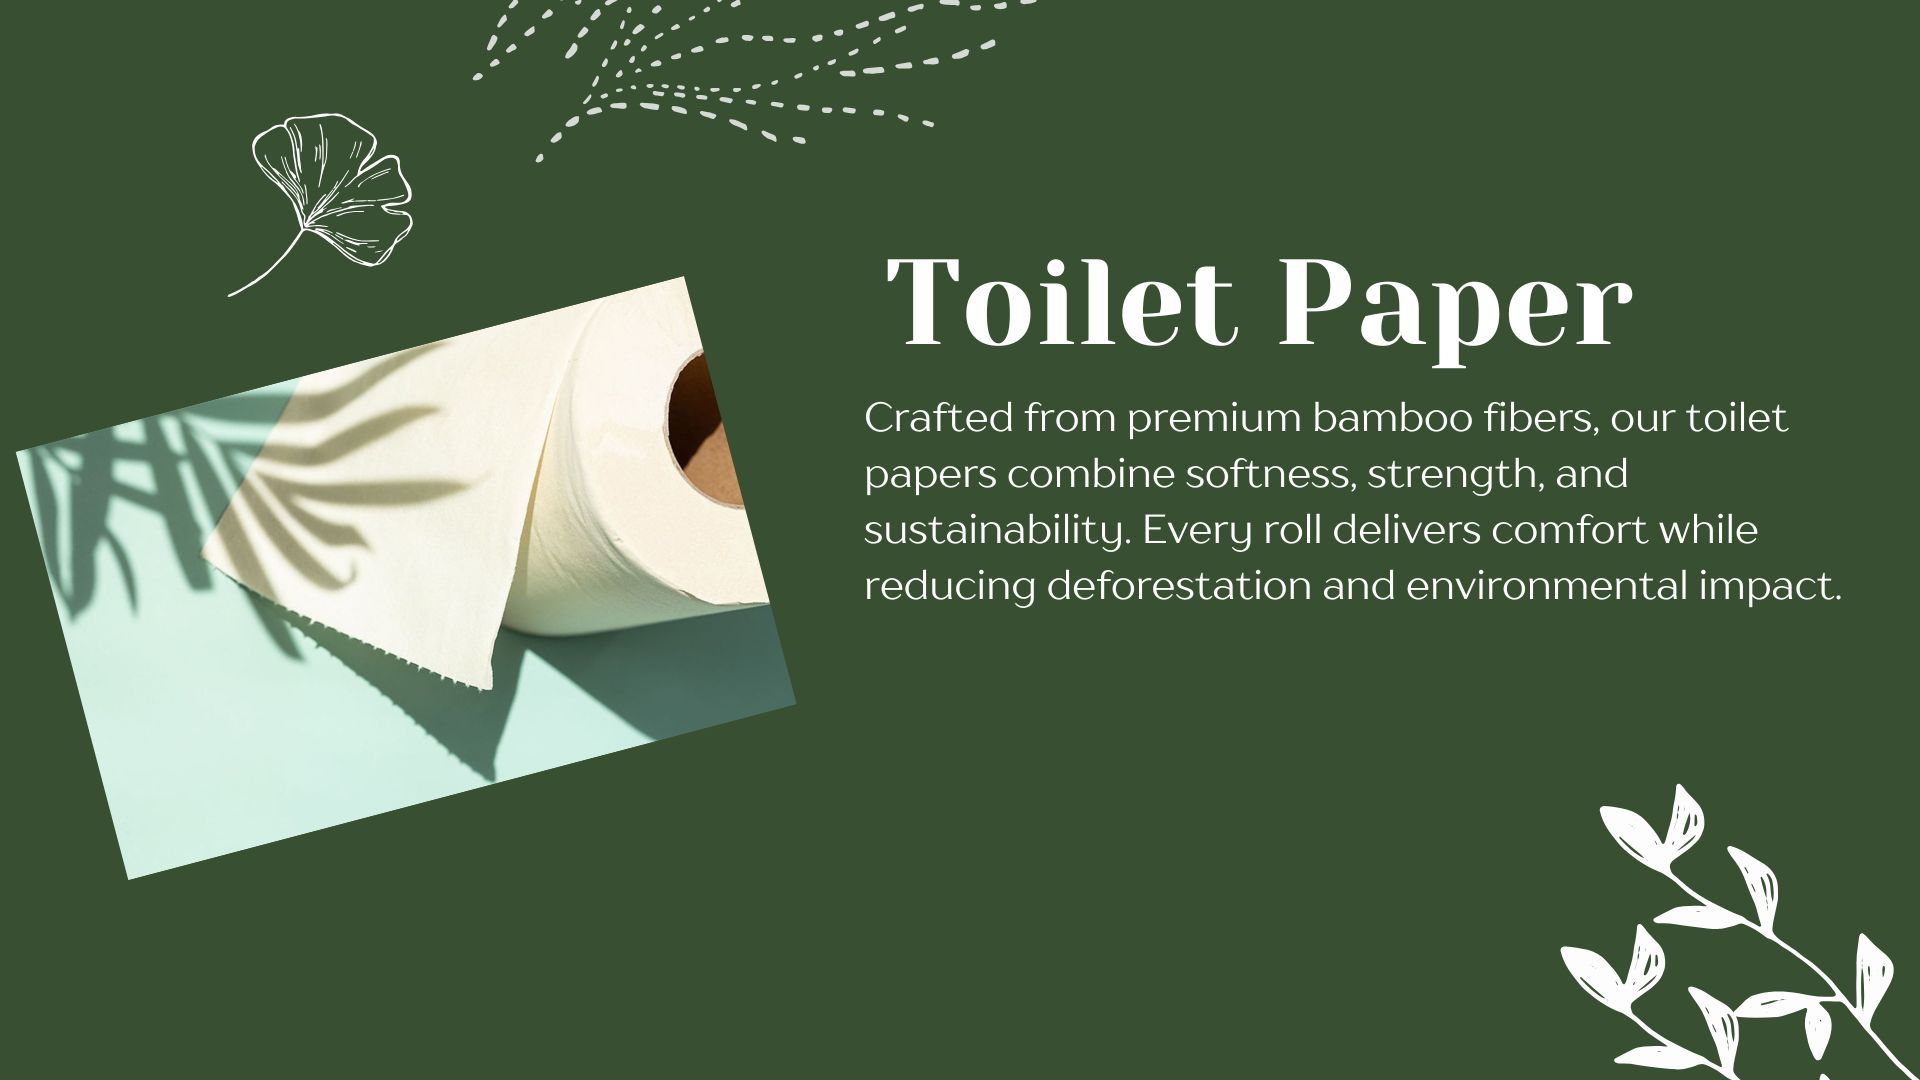 Toilet Paper
Crafted from premium bamboo fibers, our toilet
papers combine softness, strength, and
sustainability. Every roll delivers comfort while
reducing deforestation and environmental impact.